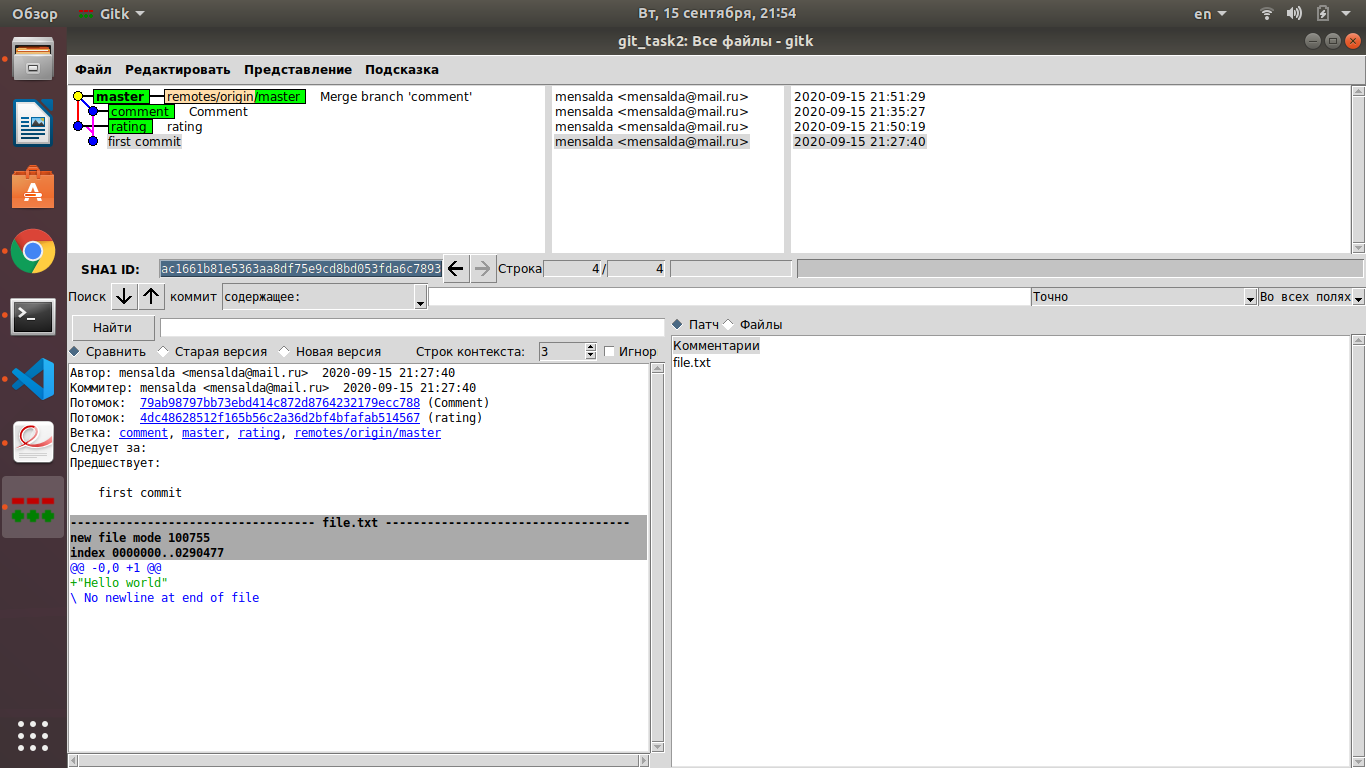 Обзор Gitk Вт, 15 сентября, 21:54 en
git_task2: Все файлы - gitk
Файл Редактировать Представление Подсказка
master remotes/origin/master Merge branch 'comment' mensalda <mensalda@mail.ru> 2020-09-15 21:51:29
comment Comment mensalda <mensalda@mail.ru> 2020-09-15 21:35:27
rating rating mensalda <mensalda@mail.ru> 2020-09-15 21:50:19
first commit mensalda <mensalda@mail.ru> 2020-09-15 21:27:40
SHA1 ID: ac1661b81e5363aa8df75e9cd8bd053fda6c7893 Строка 4 / 4
Поиск коммит содержащее: Точно Во всех полях
Найти
Патч Файлы
Сравнить Старая версия Новая версия Строк контекста: 3 Игнор
Комментарии
file.txt
Автор: mensalda <mensalda@mail.ru> 2020-09-15 21:27:40
Коммитер: mensalda <mensalda@mail.ru> 2020-09-15 21:27:40
Потомок: 79ab98797bb73ebd414c872d8764232179ecc788 (Comment)
Потомок: 4dc48628512f165b56c2a36d2bf4bfafab514567 (rating)
Ветка: comment, master, rating, remotes/origin/master
Следует за:
Предшествует:
first commit
----------------------------------- file.txt -----------------------------------
new file mode 100755
index 0000000..0290477
@@ -0,0 +1 @@
+"Hello world"
\ No newline at end of file